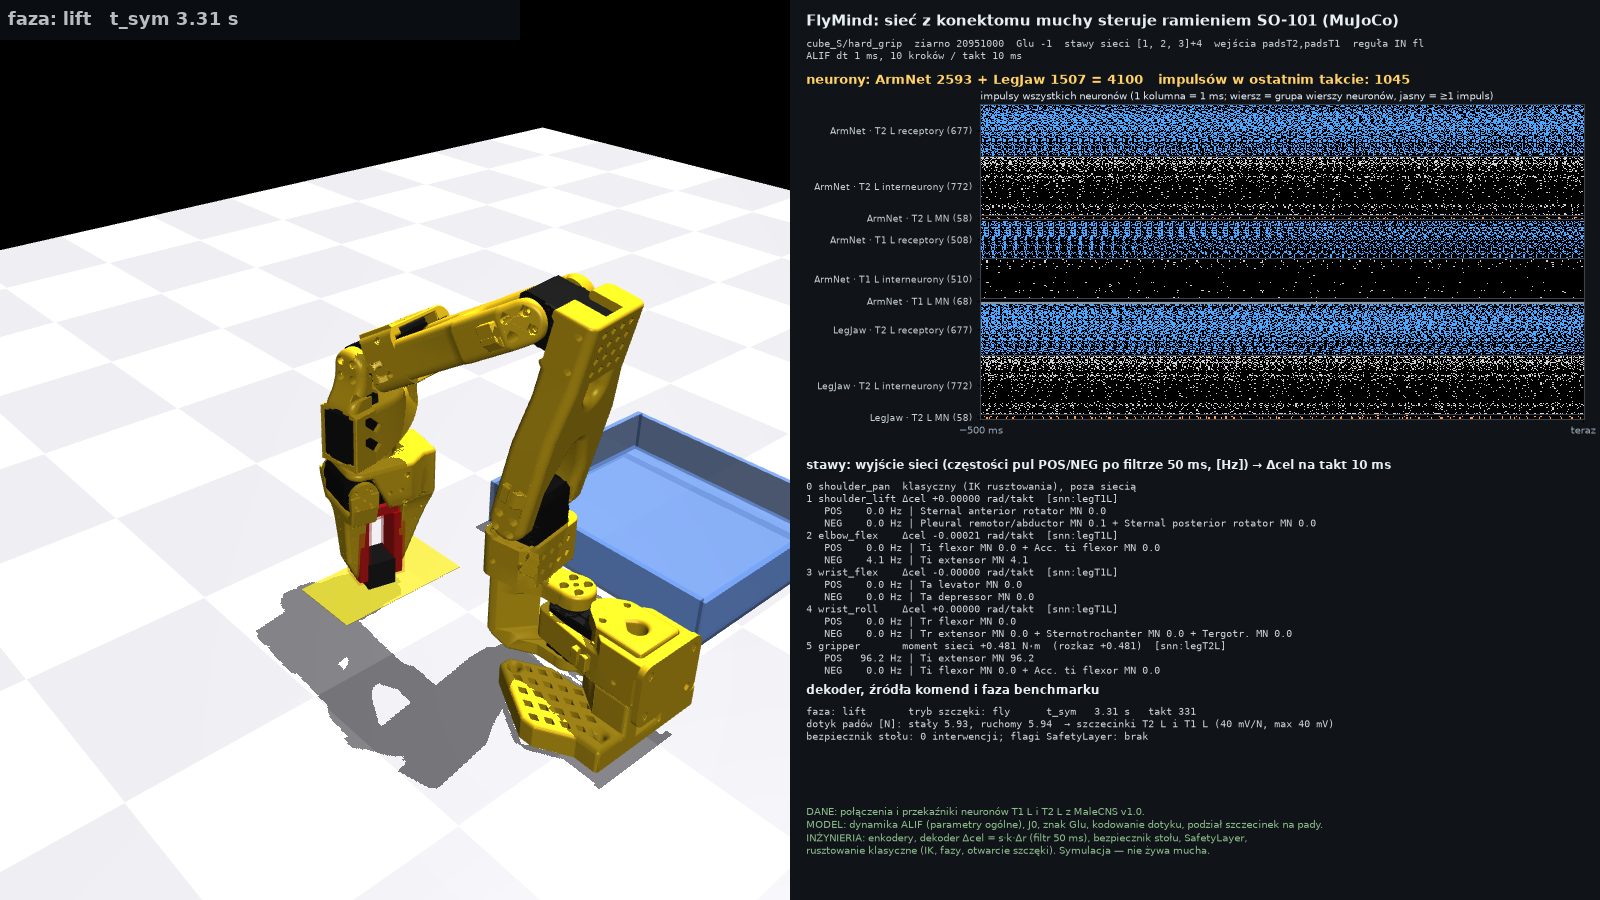 faza: lift   t_sym 3.31 s
FlyMind: sieć z konektomu muchy steruje ramieniem SO-101 (MuJoCo)
cube_S/hard_grip  ziarno 20951000  Glu -1  stawy sieci [1, 2, 3]+4  wejścia padsT2,padsT1  reguła IN fl
ALIF dt 1 ms, 10 kroków / takt 10 ms
neurony: ArmNet 2593 + LegJaw 1507 = 4100   impulsów w ostatnim takcie: 1045
impulsy wszystkich neuronów (1 kolumna = 1 ms; wiersz = grupa wierszy neuronów, jasny = ≥1 impuls)
ArmNet · T2 L receptory (677)
ArmNet · T2 L interneurony (772)
ArmNet · T2 L MN (58)
ArmNet · T1 L receptory (508)
ArmNet · T1 L interneurony (510)
ArmNet · T1 L MN (68)
LegJaw · T2 L receptory (677)
LegJaw · T2 L interneurony (772)
LegJaw · T2 L MN (58)
−500 ms
teraz
stawy: wyjście sieci (częstości pul POS/NEG po filtrze 50 ms, [Hz]) → Δcel na takt 10 ms
0 shoulder_pan  klasyczny (IK rusztowania), poza siecią
1 shoulder_lift Δcel +0.00000 rad/takt  [snn:legT1L]
POS    0.0 Hz | Sternal anterior rotator MN 0.0
NEG    0.0 Hz | Pleural remotor/abductor MN 0.1 + Sternal posterior rotator MN 0.0
2 elbow_flex    Δcel -0.00021 rad/takt  [snn:legT1L]
POS    0.0 Hz | Ti flexor MN 0.0 + Acc. ti flexor MN 0.0
NEG    4.1 Hz | Ti extensor MN 4.1
3 wrist_flex    Δcel -0.00000 rad/takt  [snn:legT1L]
POS    0.0 Hz | Ta levator MN 0.0
NEG    0.0 Hz | Ta depressor MN 0.0
4 wrist_roll    Δcel +0.00000 rad/takt  [snn:legT1L]
POS    0.0 Hz | Tr flexor MN 0.0
NEG    0.0 Hz | Tr extensor MN 0.0 + Sternotrochanter MN 0.0 + Tergotr. MN 0.0
5 gripper       moment sieci +0.481 N·m  (rozkaz +0.481)  [snn:legT2L]
POS   96.2 Hz | Ti extensor MN 96.2
NEG    0.0 Hz | Ti flexor MN 0.0 + Acc. ti flexor MN 0.0
dekoder, źródła komend i faza benchmarku
faza: lift       tryb szczęki: fly      t_sym   3.31 s   takt 331
dotyk padów [N]: stały 5.93, ruchomy 5.94  → szczecinki T2 L i T1 L (40 mV/N, max 40 mV)
bezpiecznik stołu: 0 interwencji; flagi SafetyLayer: brak
DANE: połączenia i przekaźniki neuronów T1 L i T2 L z MaleCNS v1.0.
MODEL: dynamika ALIF (parametry ogólne), J0, znak Glu, kodowanie dotyku, podział szczecinek na pady.
INŻYNIERIA: enkodery, dekoder Δcel = s·k·Δr (filtr 50 ms), bezpiecznik stołu, SafetyLayer,
rusztowanie klasyczne (IK, fazy, otwarcie szczęki). Symulacja — nie żywa mucha.